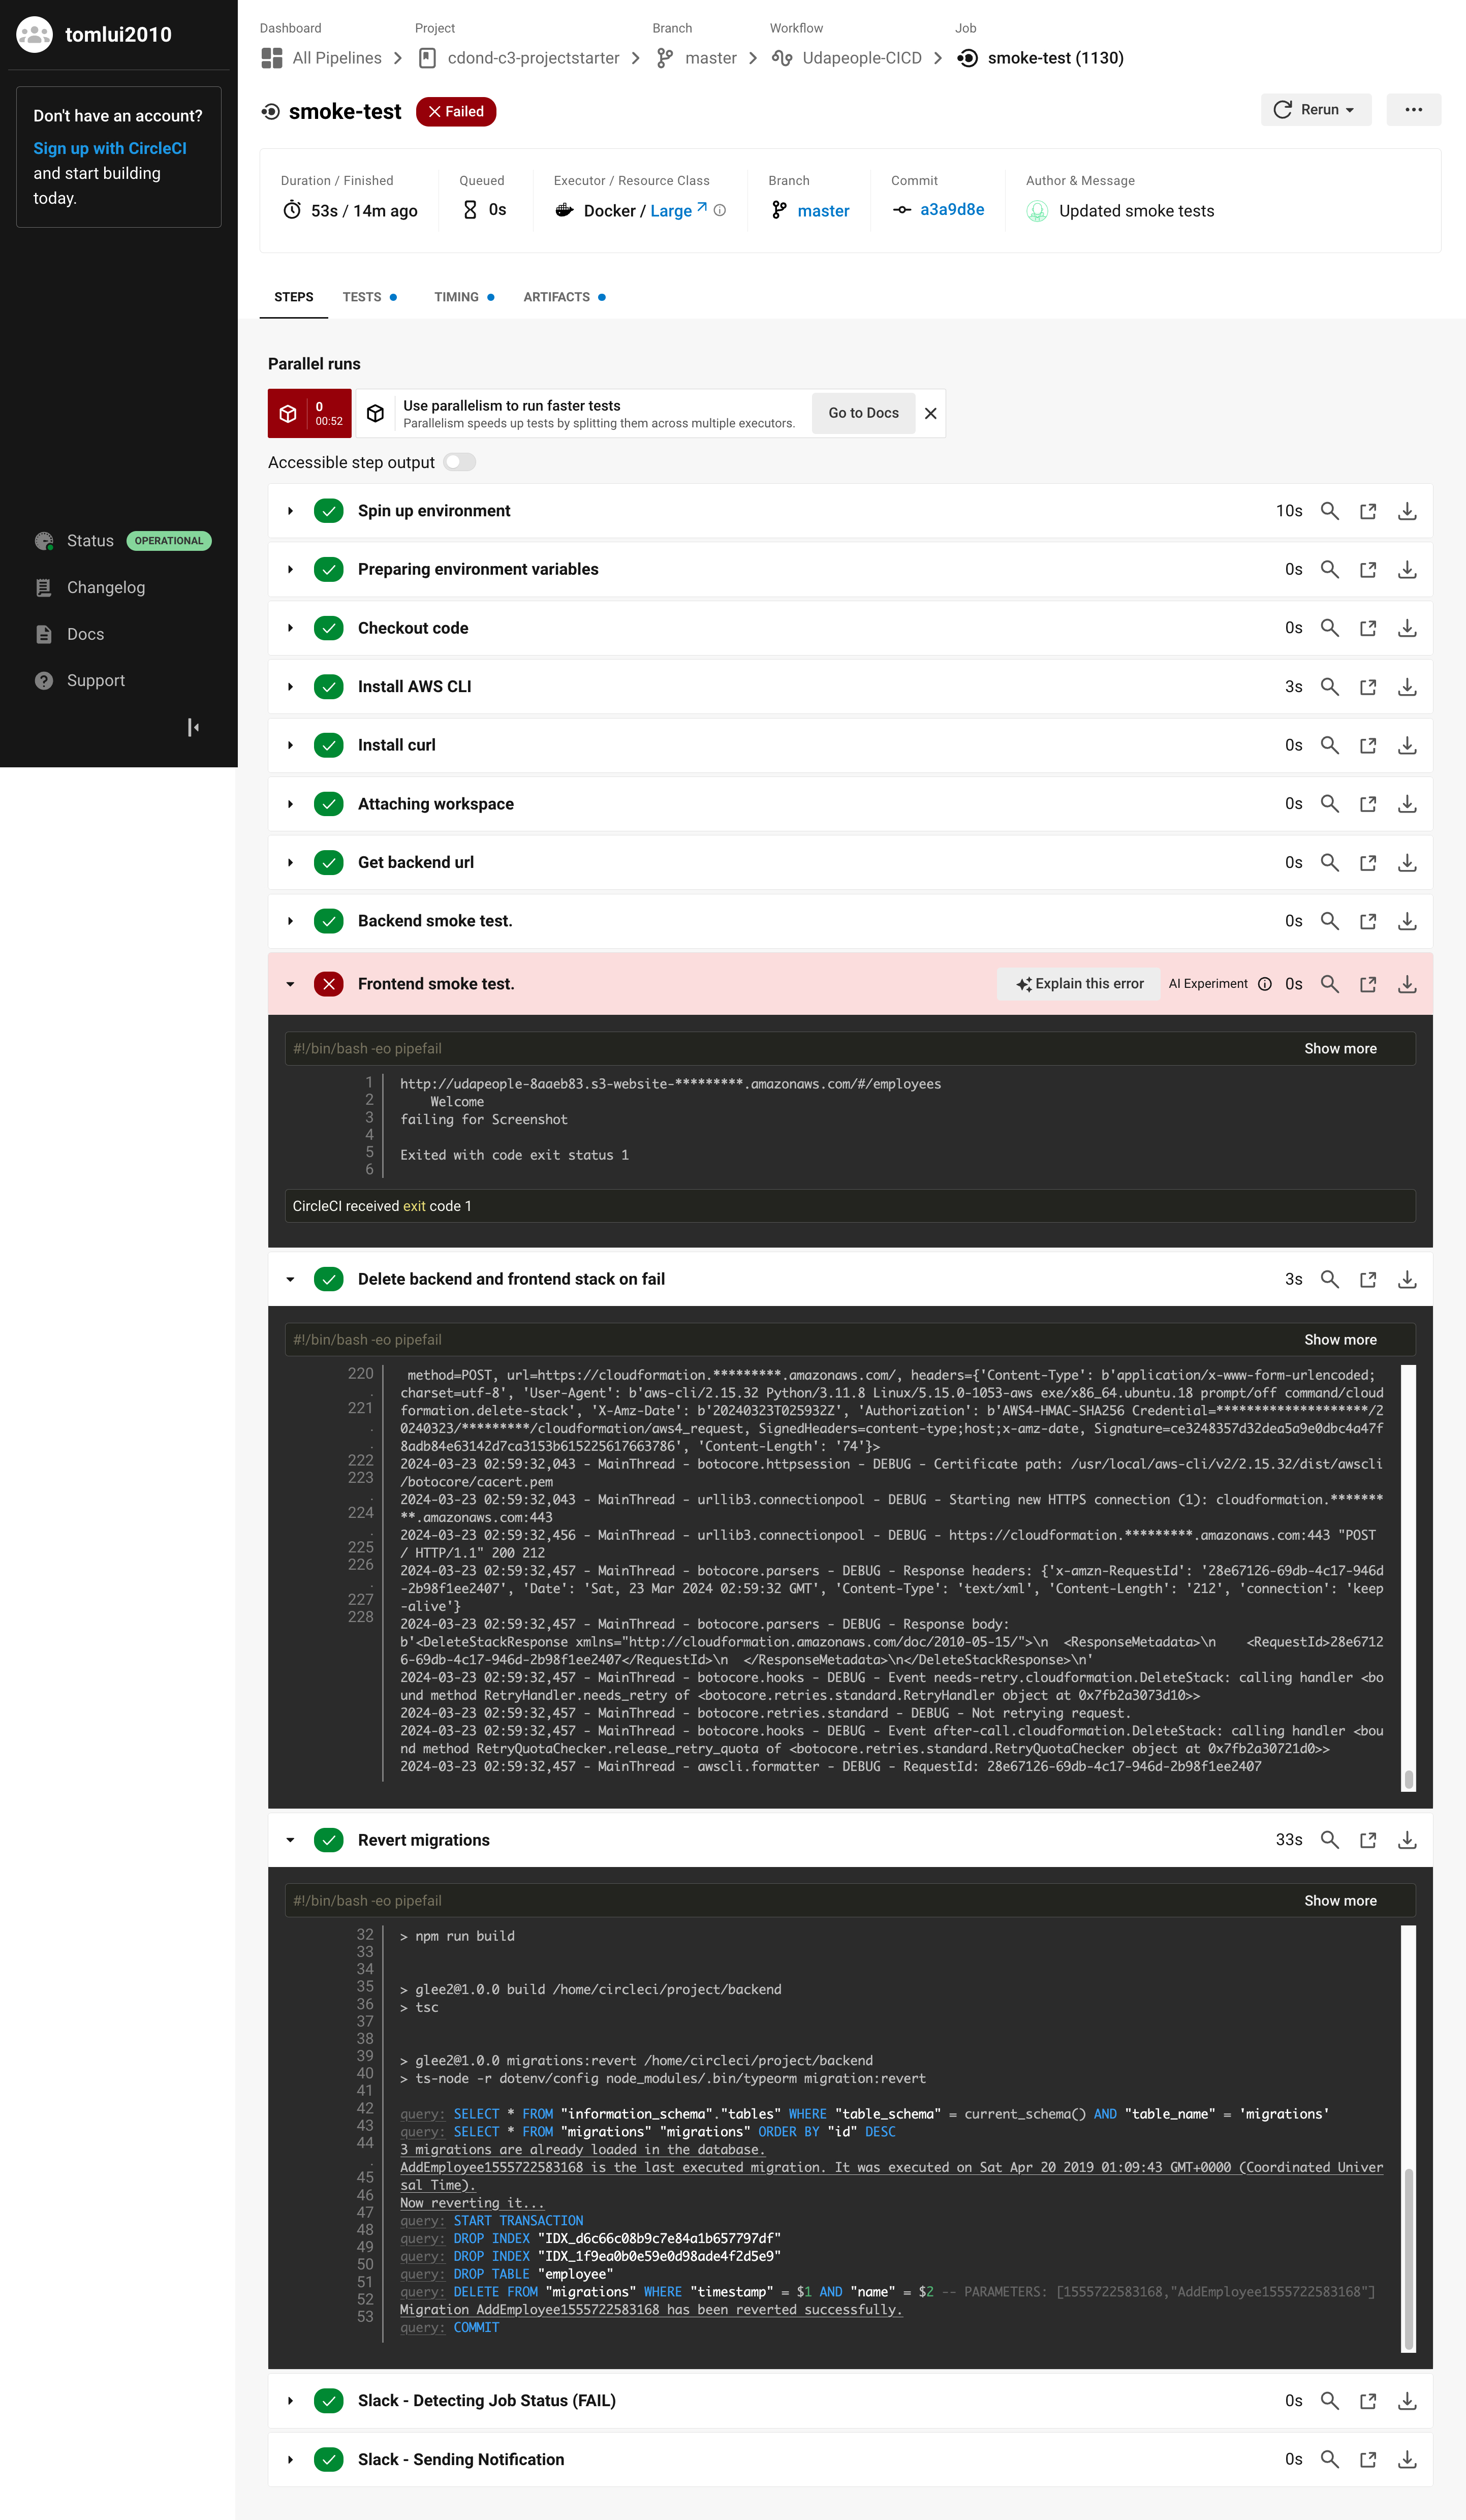 tomlui2010
Don't have an account?
Sign up with CircleCI
and start building
today.
Status OPERATIONAL
Changelog
Docs
Support
Dashboard Project Branch Workflow Job
All Pipelines cdond-c3-projectstarter master Udapeople-CICD smoke-test (1130)
smoke-test Failed Rerun
Duration / Finished Queued Executor / Resource Class Branch Commit Author & Message
53s / 14m ago 0s Docker / Large master a3a9d8e Updated smoke tests
STEPS TESTS TIMING ARTIFACTS
Parallel runs
0
00:52
Use parallelism to run faster tests
Parallelism speeds up tests by splitting them across multiple executors.
Go to Docs
Accessible step output
Spin up environment 10s
Preparing environment variables 0s
Checkout code 0s
Install AWS CLI 3s
Install curl 0s
Attaching workspace 0s
Get backend url 0s
Backend smoke test. 0s
Frontend smoke test. Explain this error AI Experiment 0s
#!/bin/bash -eo pipefail Show more
1 http://udapeople-8aaeb83.s3-website-*********.amazonaws.com/#/employees
2 Welcome
3 failing for Screenshot
4
5 Exited with code exit status 1
6
CircleCI received exit code 1
Delete backend and frontend stack on fail 3s
#!/bin/bash -eo pipefail Show more
220 method=POST, url=https://cloudformation.*********.amazonaws.com/, headers={'Content-Type': b'application/x-www-form-urlencoded;
. charset=utf-8', 'User-Agent': b'aws-cli/2.15.32 Python/3.11.8 Linux/5.15.0-1053-aws exe/x86_64.ubuntu.18 prompt/off command/cloud
221 formation.delete-stack', 'X-Amz-Date': b'20240323T025932Z', 'Authorization': b'AWS4-HMAC-SHA256 Credential=********************/2
. 0240323/*********/cloudformation/aws4_request, SignedHeaders=content-type;host;x-amz-date, Signature=ce3248357d32dea5a9e0dbc4a47f
. 8adb84e63142d7ca3153b615225617663786', 'Content-Length': '74'}>
222 2024-03-23 02:59:32,043 - MainThread - botocore.httpsession - DEBUG - Certificate path: /usr/local/aws-cli/v2/2.15.32/dist/awscli
223 /botocore/cacert.pem
. 2024-03-23 02:59:32,043 - MainThread - urllib3.connectionpool - DEBUG - Starting new HTTPS connection (1): cloudformation.*******
224 **.amazonaws.com:443
. 2024-03-23 02:59:32,456 - MainThread - urllib3.connectionpool - DEBUG - https://cloudformation.*********.amazonaws.com:443 "POST
225 / HTTP/1.1" 200 212
226 2024-03-23 02:59:32,457 - MainThread - botocore.parsers - DEBUG - Response headers: {'x-amzn-RequestId': '28e67126-69db-4c17-946d
. -2b98f1ee2407', 'Date': 'Sat, 23 Mar 2024 02:59:32 GMT', 'Content-Type': 'text/xml', 'Content-Length': '212', 'connection': 'keep
227 -alive'}
228 2024-03-23 02:59:32,457 - MainThread - botocore.parsers - DEBUG - Response body:
b'<DeleteStackResponse xmlns="http://cloudformation.amazonaws.com/doc/2010-05-15/">\n  <ResponseMetadata>\n    <RequestId>28e6712
6-69db-4c17-946d-2b98f1ee2407</RequestId>\n  </ResponseMetadata>\n</DeleteStackResponse>\n'
2024-03-23 02:59:32,457 - MainThread - botocore.hooks - DEBUG - Event needs-retry.cloudformation.DeleteStack: calling handler <bo
und method RetryHandler.needs_retry of <botocore.retries.standard.RetryHandler object at 0x7fb2a3073d10>>
2024-03-23 02:59:32,457 - MainThread - botocore.retries.standard - DEBUG - Not retrying request.
2024-03-23 02:59:32,457 - MainThread - botocore.hooks - DEBUG - Event after-call.cloudformation.DeleteStack: calling handler <bou
nd method RetryQuotaChecker.release_retry_quota of <botocore.retries.standard.RetryQuotaChecker object at 0x7fb2a30721d0>>
2024-03-23 02:59:32,457 - MainThread - awscli.formatter - DEBUG - RequestId: 28e67126-69db-4c17-946d-2b98f1ee2407
Revert migrations 33s
#!/bin/bash -eo pipefail Show more
32 > npm run build
33
34
35 > glee2@1.0.0 build /home/circleci/project/backend
36 > tsc
37
38
39 > glee2@1.0.0 migrations:revert /home/circleci/project/backend
40 > ts-node -r dotenv/config node_modules/.bin/typeorm migration:revert
41
42 query: SELECT * FROM "information_schema"."tables" WHERE "table_schema" = current_schema() AND "table_name" = 'migrations'
43 query: SELECT * FROM "migrations" "migrations" ORDER BY "id" DESC
44 3 migrations are already loaded in the database.
. AddEmployee1555722583168 is the last executed migration. It was executed on Sat Apr 20 2019 01:09:43 GMT+0000 (Coordinated Univer
45 sal Time).
46 Now reverting it...
47 query: START TRANSACTION
48 query: DROP INDEX "IDX_d6c66c08b9c7e84a1b657797df"
49 query: DROP INDEX "IDX_1f9ea0b0e59e0d98ade4f2d5e9"
50 query: DROP TABLE "employee"
51 query: DELETE FROM "migrations" WHERE "timestamp" = $1 AND "name" = $2 -- PARAMETERS: [1555722583168,"AddEmployee1555722583168"]
52 Migration AddEmployee1555722583168 has been reverted successfully.
53 query: COMMIT
Slack - Detecting Job Status (FAIL) 0s
Slack - Sending Notification 0s